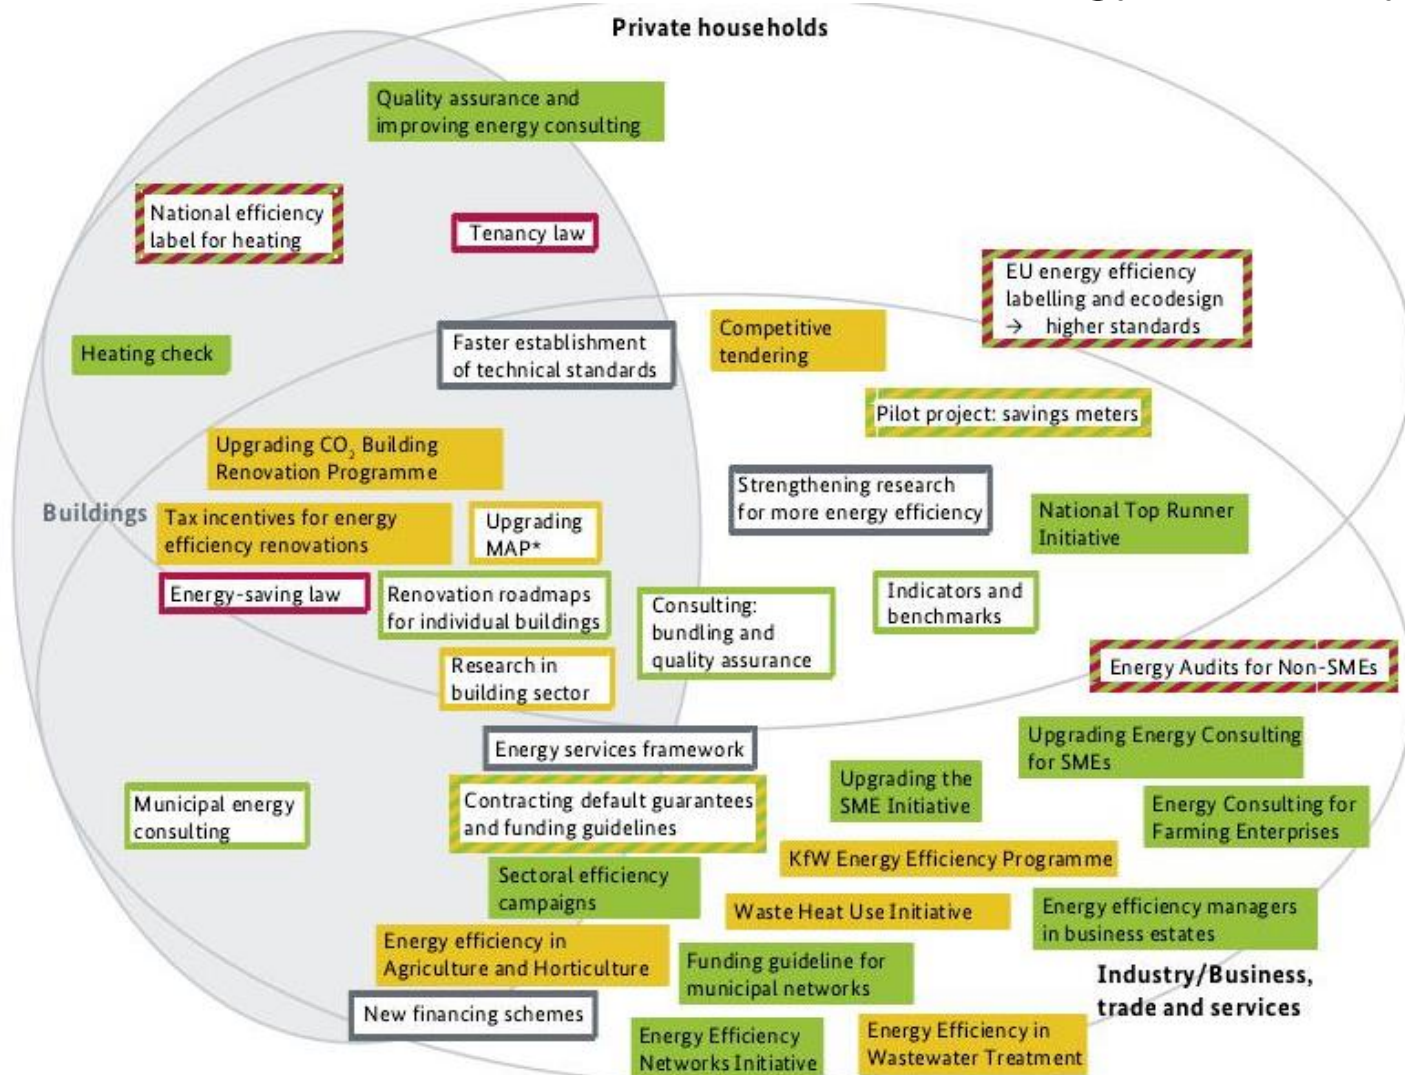 Private households
Quality assurance and
improving energy consulting
National efficiency
label for heating
Tenancy law
EU energy efficiency
labelling and ecodesign
→ higher standards
Heating check
Faster establishment
of technical standards
Competitive
tendering
Pilot project: savings meters
Upgrading CO₂ Building
Renovation Programme
Strengthening research
for more energy efficiency
National Top Runner
Initiative
Buildings
Tax incentives for energy
efficiency renovations
Upgrading
MAP*
Energy-saving law
Renovation roadmaps
for individual buildings
Consulting:
bundling and
quality assurance
Indicators and
benchmarks
Research in
building sector
Energy Audits for Non-SMEs
Energy services framework
Upgrading Energy Consulting
for SMEs
Municipal energy
consulting
Contracting default guarantees
and funding guidelines
Upgrading the
SME Initiative
Energy Consulting for
Farming Enterprises
KfW Energy Efficiency Programme
Sectoral efficiency
campaigns
Waste Heat Use Initiative
Energy efficiency managers
in business estates
Energy efficiency in
Agriculture and Horticulture
Funding guideline for
municipal networks
Industry/Business,
trade and services
New financing schemes
Energy Efficiency
Networks Initiative
Energy Efficiency in
Wastewater Treatment